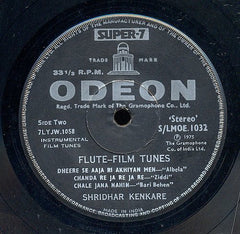 SUPER-7
TRADE MARK
33⅓ R.P.M.
ODEON
Regd. Trade Mark of The Gramophone Co., Ltd.
Side Two
7LYJW.1058
INSTRUMENTAL
FILM TUNES
Stereo
S/LMOE.1032
℗ 1975
The Gramophone
Co. of India Ltd.
FLUTE–FILM TUNES
DHEERE SE AAJA RI AKHIYAN MEN—"Albela"
CHANDA RE JA RE JA RE—"Ziddi"
CHALE JANA NAHIN—"Bari Behen"
SHRIDHAR KENKARE
MADE IN INDIA